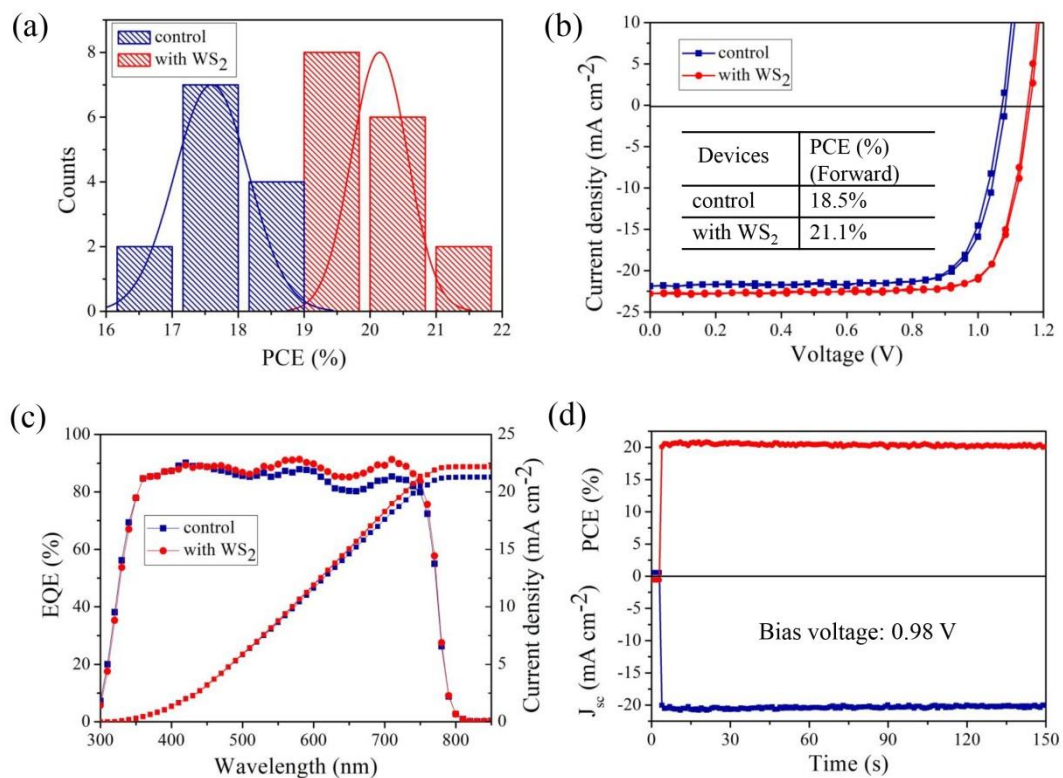 (a)
control
with WS2
Counts
8
6
4
2
0
16 17 18 19 20 21 22
PCE (%)
(b)
control
with WS2
Current density (mA cm-2)
10
5
0
-5
-10
-15
-20
-25
Devices PCE (%) (Forward)
control 18.5%
with WS2 21.1%
0.0 0.2 0.4 0.6 0.8 1.0 1.2
Voltage (V)
(c)
control
with WS2
EQE (%)
100
80
60
40
20
0
Current density (mA cm-2)
25
20
15
10
5
0
300 400 500 600 700 800
Wavelength (nm)
(d)
PCE (%)
Jsc (mA cm-2)
25
20
15
10
5
0
-5
-10
-15
-20
Bias voltage: 0.98 V
0 30 60 90 120 150
Time (s)